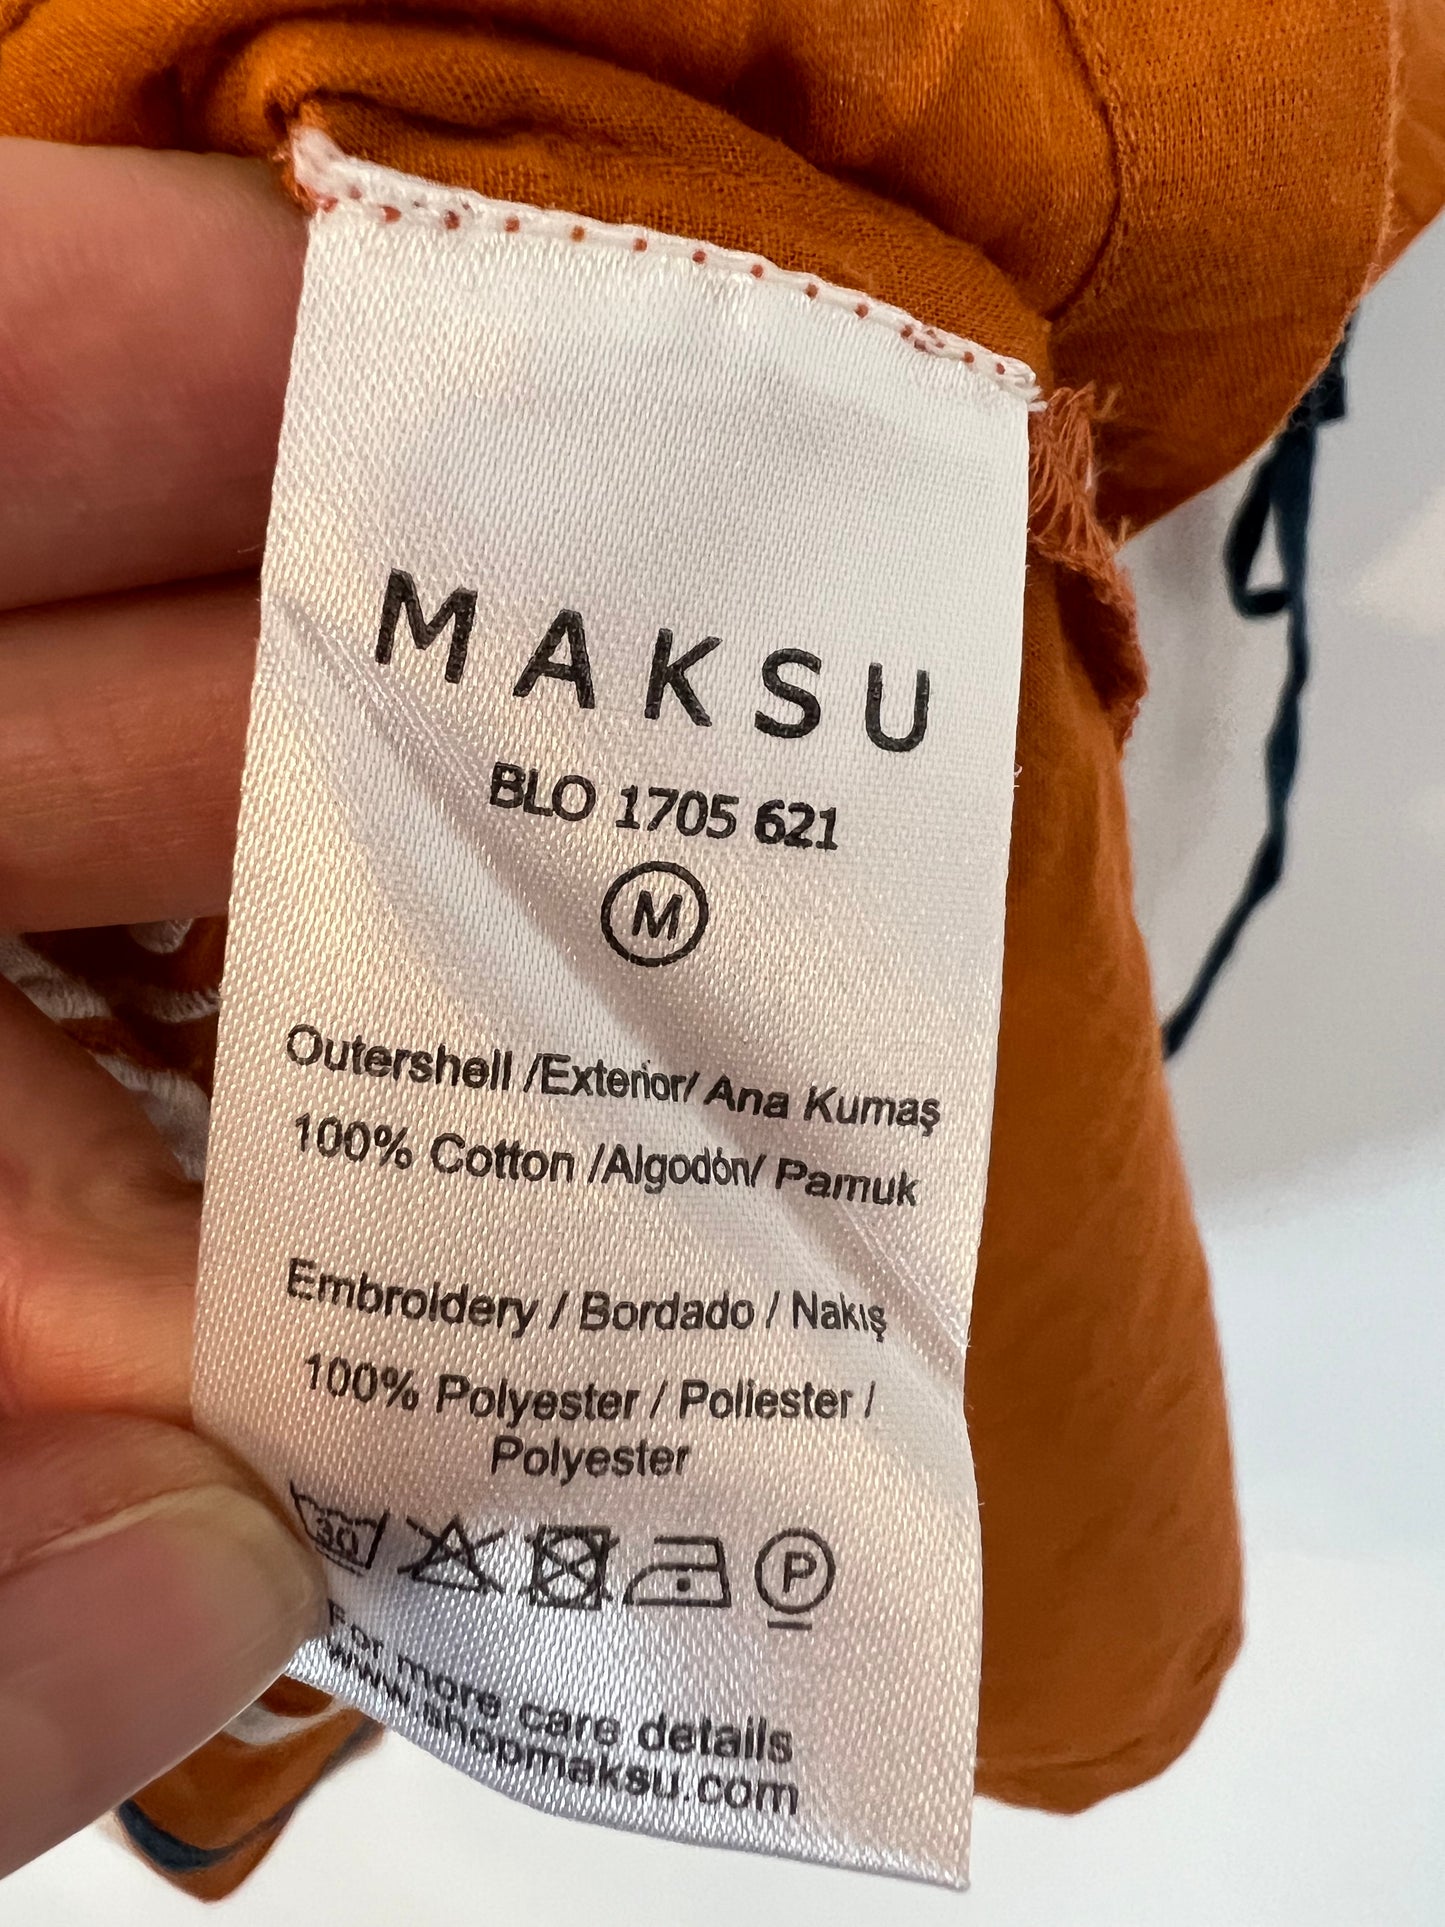 MAKSU
BLO 1705 621
M
Outershell /Exterior/ Ana Kumaş
100% Cotton /Algodón/ Pamuk
Embroidery / Bordado / Nakış
100% Polyester / Poliester /
Polyester
30
P
For more care details
www.shopmaksu.com